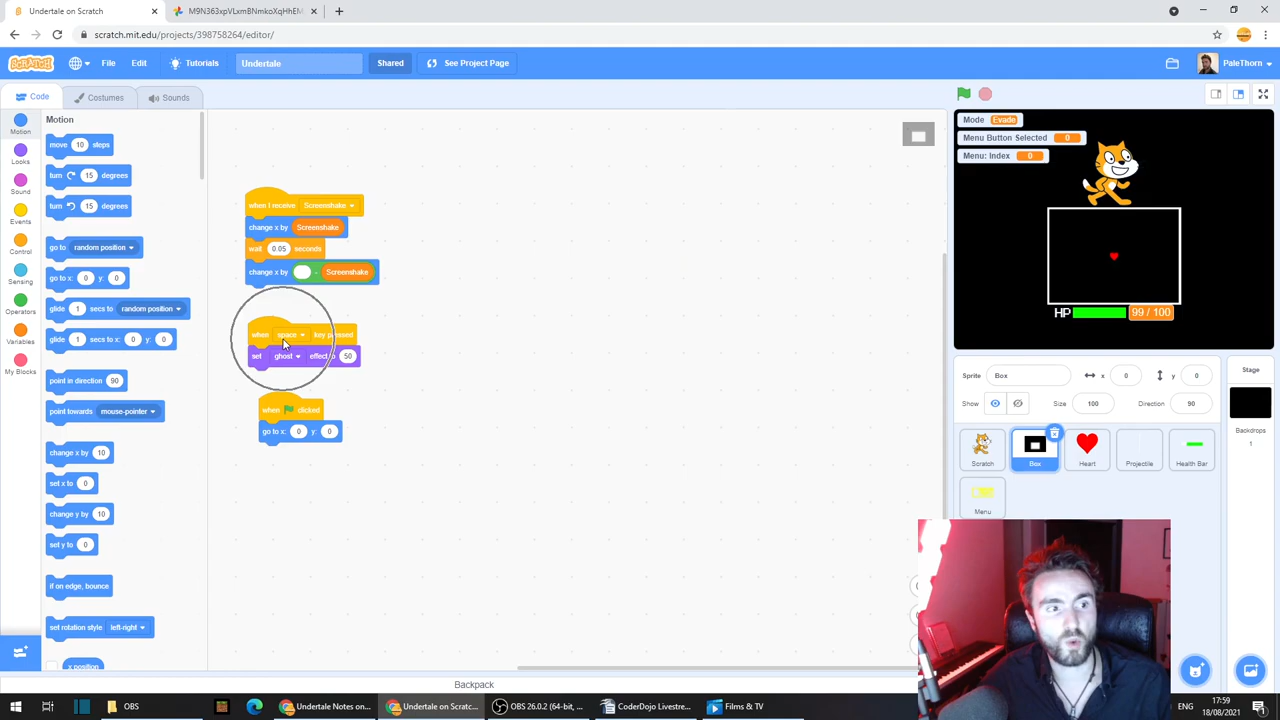 Undertale on Scratch
M9N363xpVLxmBNmkoXqHhEM
scratch.mit.edu/projects/398758264/editor/
SCRATCH File Edit Tutorials Undertale Shared See Project Page PaleThorn
Code Costumes Sounds
Motion
Looks
Sound
Events
Control
Sensing
Operators
Variables
My Blocks
Motion
move 10 steps
turn 15 degrees
turn 15 degrees
go to random position
go to x: 0 y: 0
glide 1 secs to random position
glide 1 secs to x: 0 y: 0
point in direction 90
point towards mouse-pointer
change x by 10
set x to 0
change y by 10
set y to 0
if on edge, bounce
set rotation style left-right
x position
when I receive Screenshake
change x by Screenshake
wait 0.05 seconds
change x by - Screenshake
when space key pressed
set ghost effect to 50
when clicked
go to x: 0 y: 0
Mode Evade
Menu Button Selected 0
Menu: Index 0
HP 99 / 100
Sprite Box x 0 y 0
Show Size 100 Direction 90
Scratch Box Heart Projectile Health Bar
Menu
Stage
Backdrops
1
Backpack
OBS Undertale Notes on... Undertale on Scratc... OBS 26.0.2 (64-bit, ... CoderDojo Livestre... Films & TV
ENG 17:59
18/08/2021